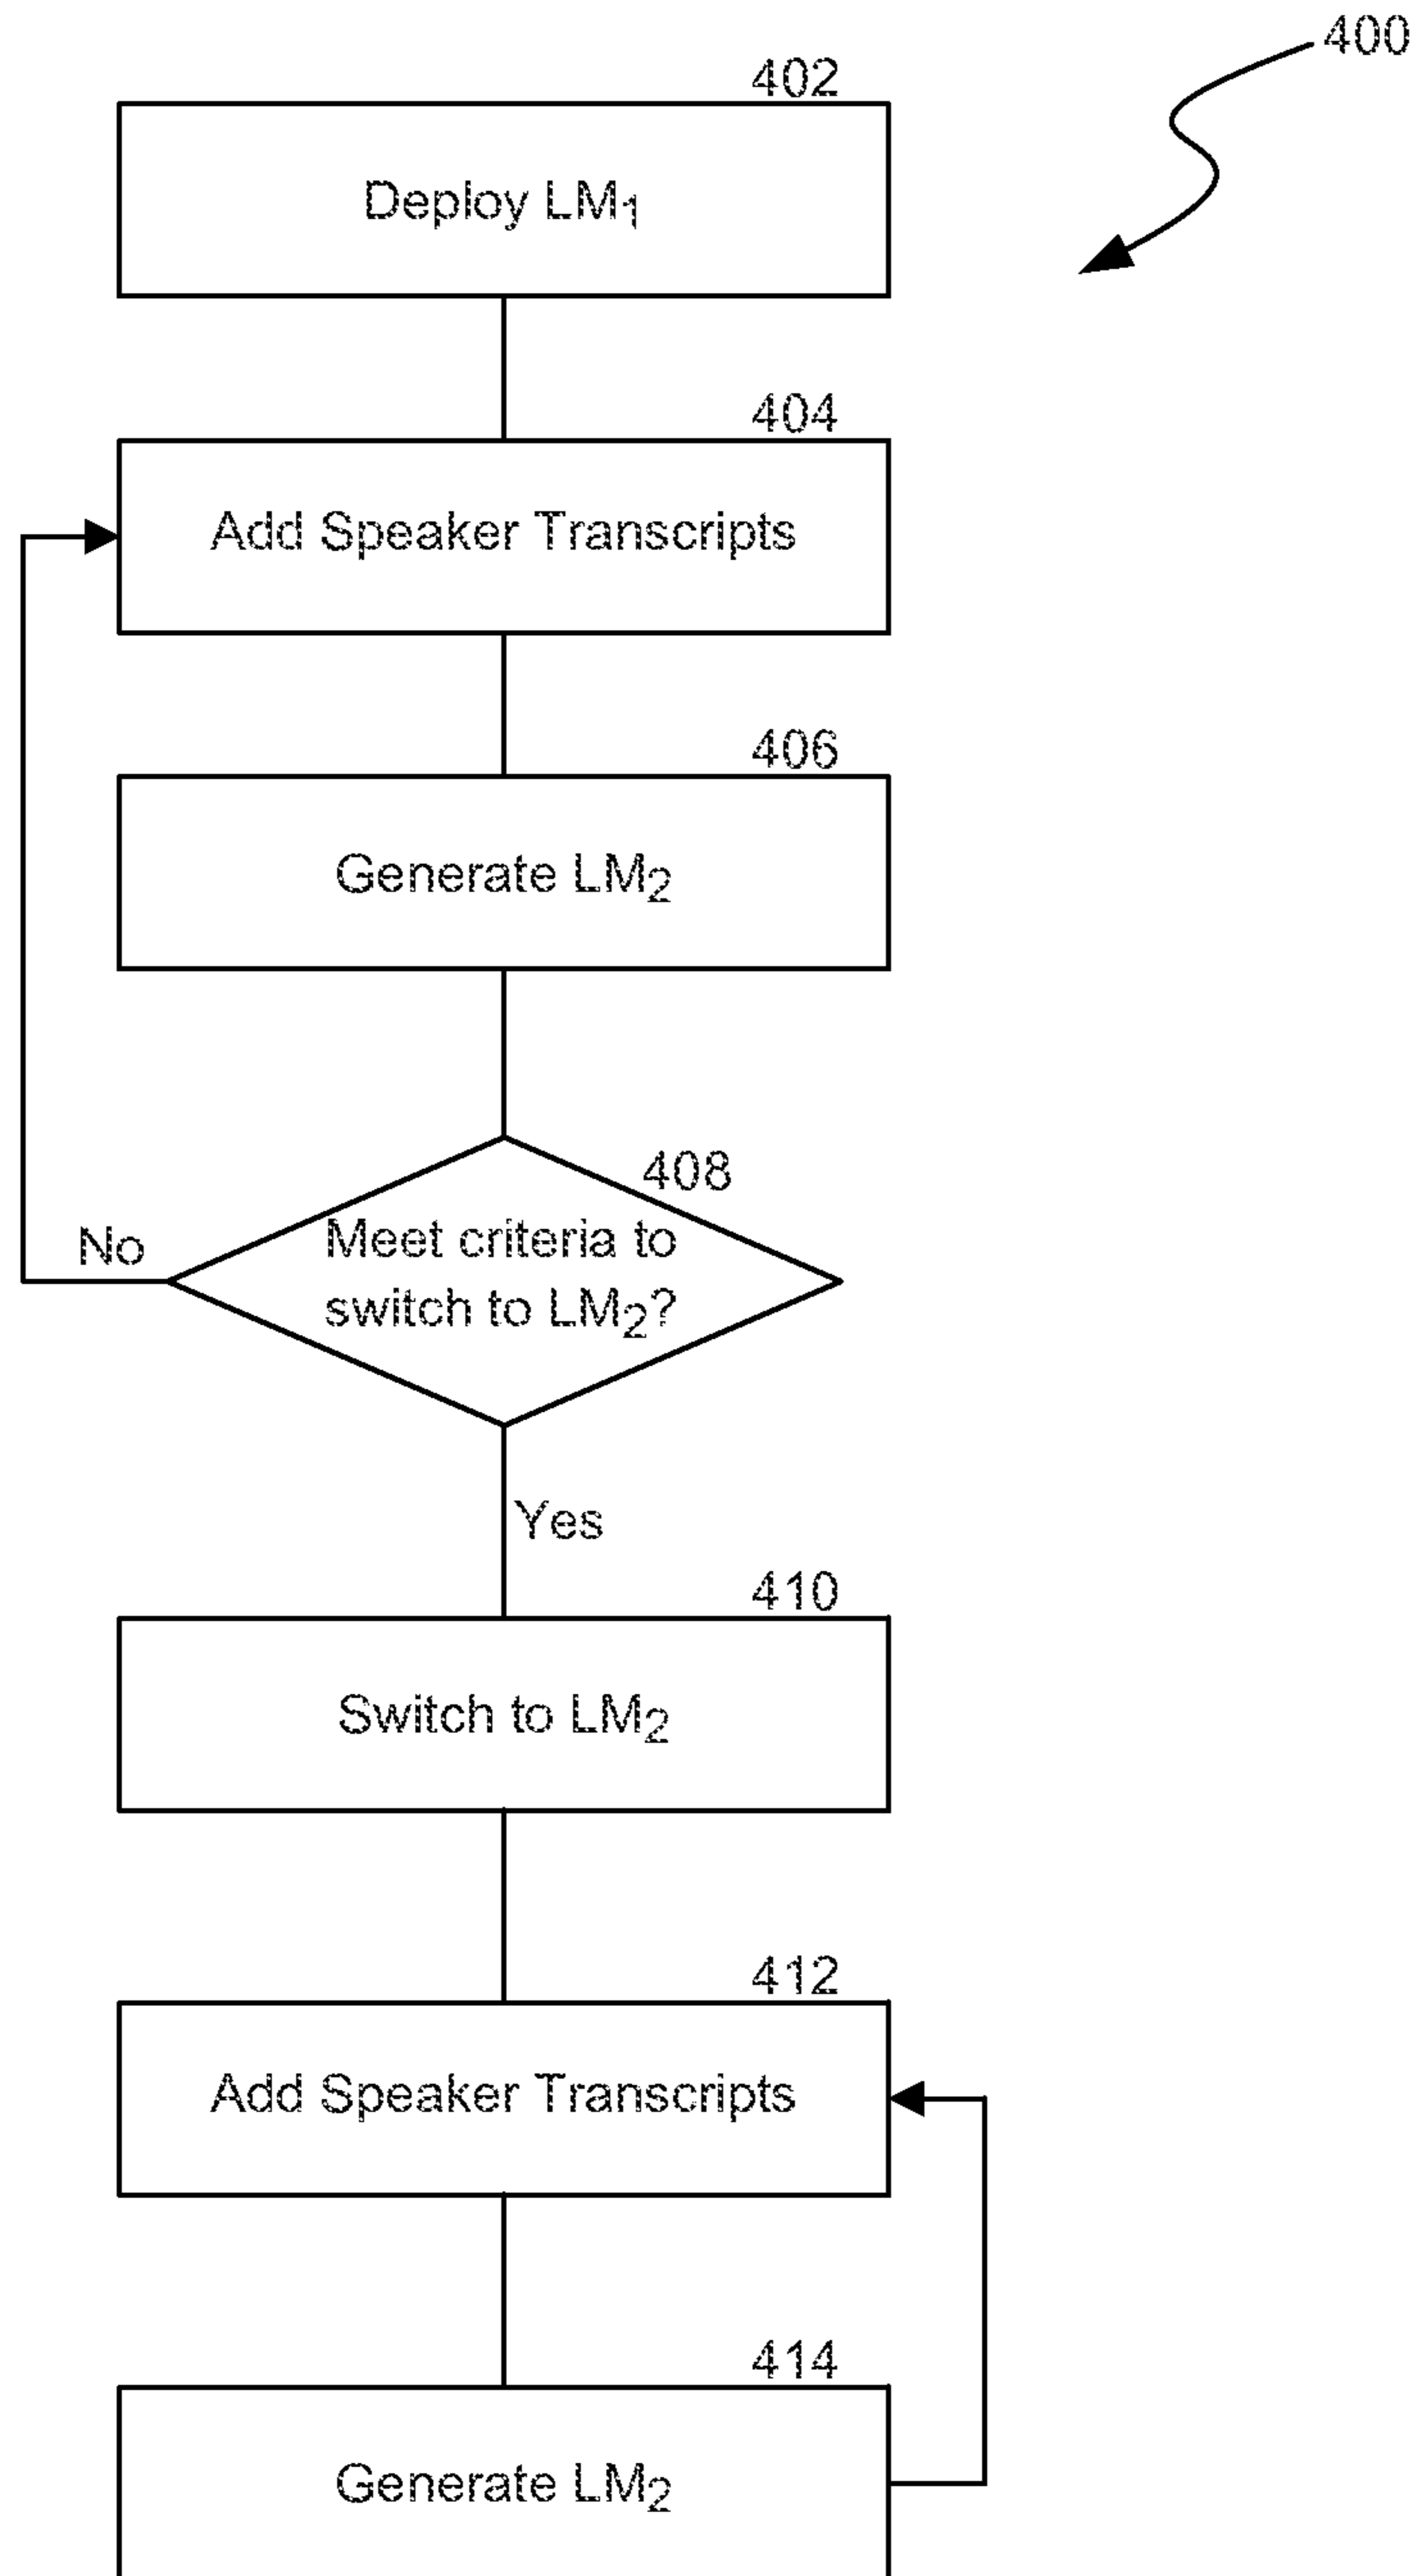 400
402
Deploy LM₁
404
Add Speaker Transcripts
406
Generate LM₂
408
Meet criteria to
switch to LM₂?
No
Yes
410
Switch to LM₂
412
Add Speaker Transcripts
414
Generate LM₂